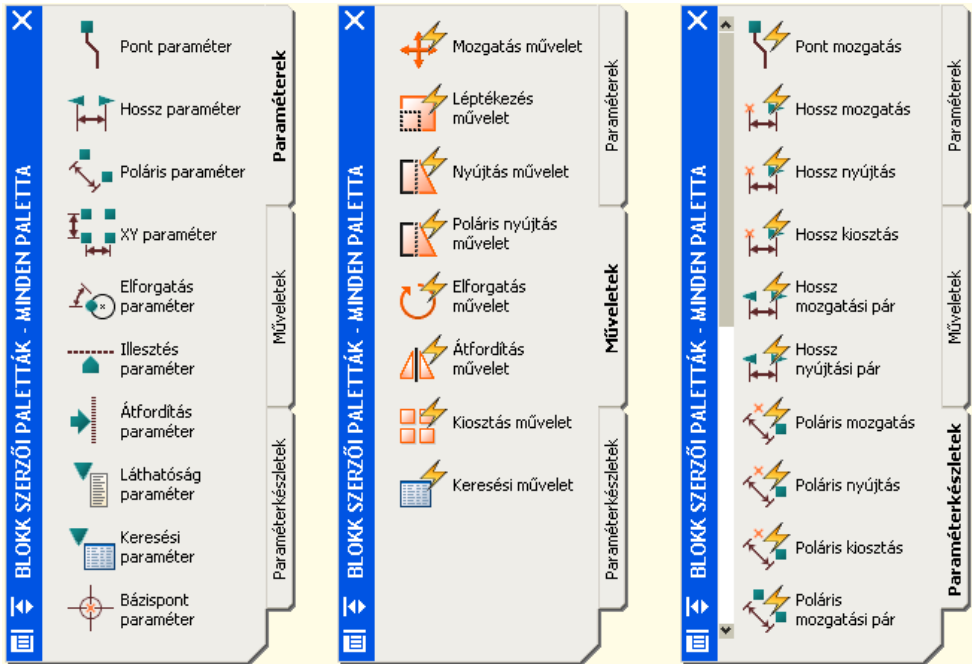 BLOKK SZERZŐI PALETTÁK - MINDEN PALETTA
Pont paraméter
Hossz paraméter
Poláris paraméter
XY paraméter
Elforgatás
paraméter
Illesztés
paraméter
Átfordítás
paraméter
Láthatóság
paraméter
Keresési
paraméter
Bázispont
paraméter
Paraméterek
Műveletek
Paraméterkészletek
BLOKK SZERZŐI PALETTÁK - MINDEN PALETTA
Mozgatás művelet
Léptékezés
művelet
Nyújtás művelet
Poláris nyújtás
művelet
Elforgatás
művelet
Átfordítás
művelet
Kiosztás művelet
Keresési művelet
Paraméterek
Műveletek
Paraméterkészletek
BLOKK SZERZŐI PALETTÁK - MINDEN PALETTA
Pont mozgatás
Hossz mozgatás
Hossz nyújtás
Hossz kiosztás
Hossz
mozgatási pár
Hossz
nyújtási pár
Poláris mozgatás
Poláris nyújtás
Poláris kiosztás
Poláris
mozgatási pár
Paraméterek
Műveletek
Paraméterkészletek